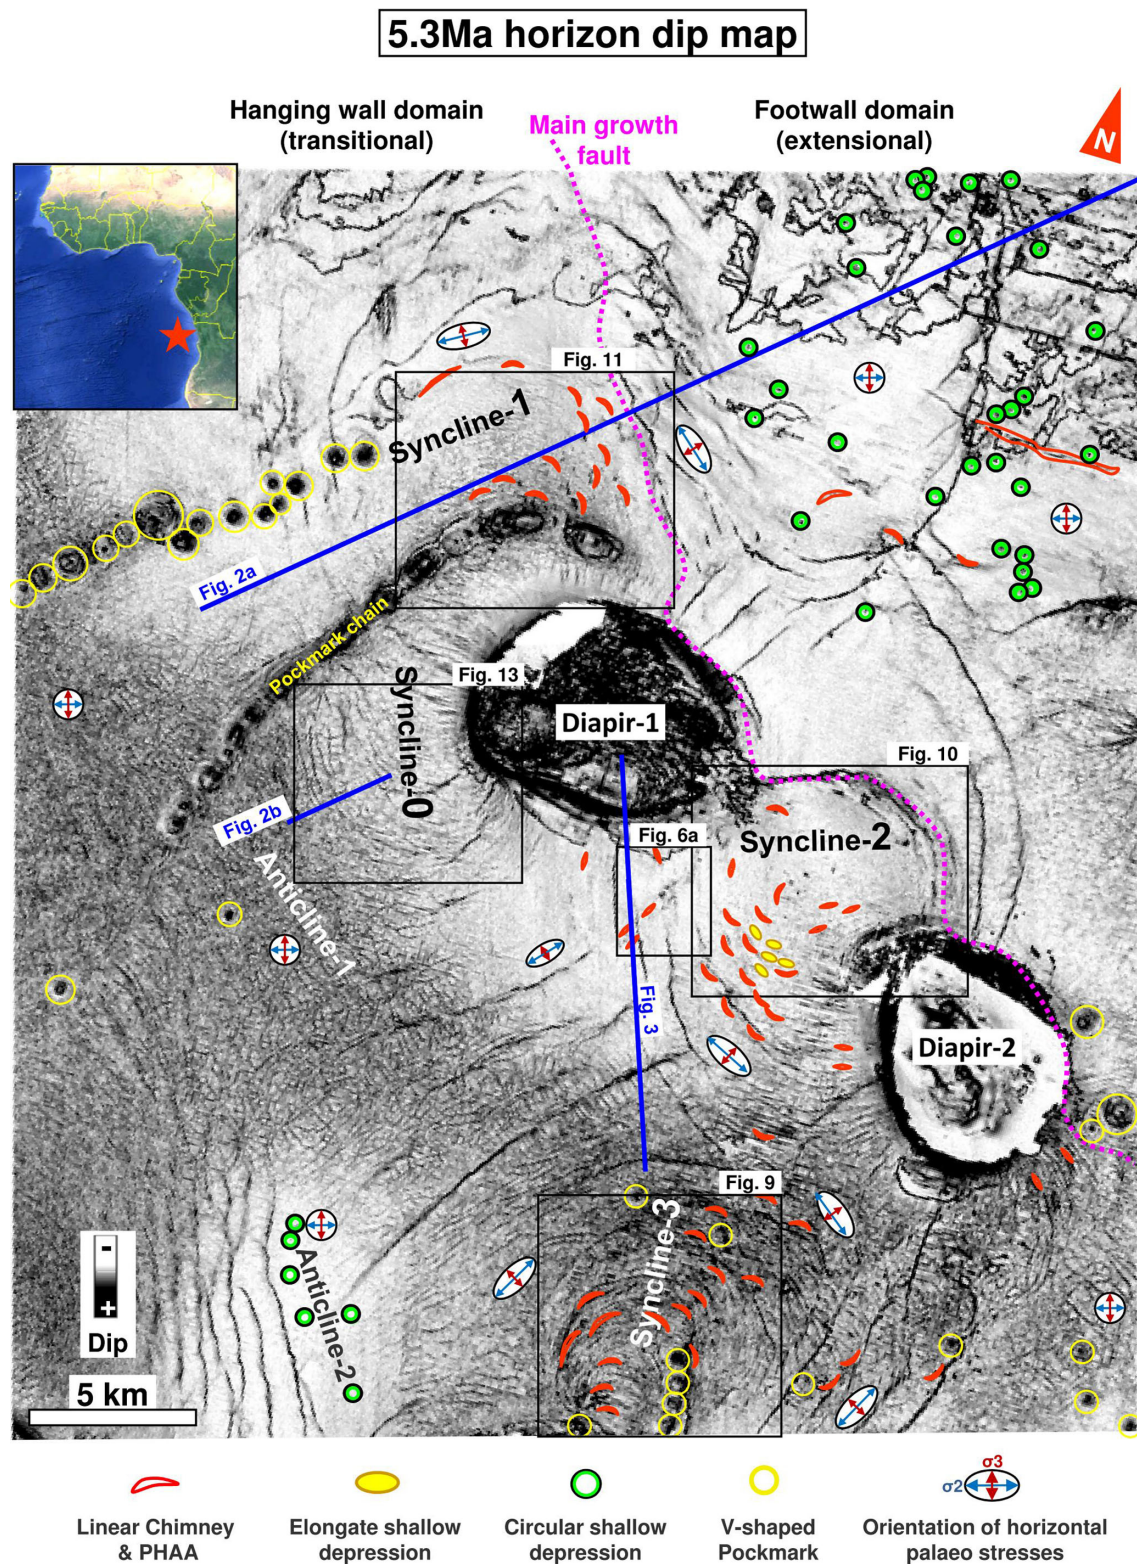 5.3Ma horizon dip map
Hanging wall domain
(transitional)
Main growth
fault
Footwall domain
(extensional)
N
Fig. 11
Syncline-1
Fig. 2a
Pockmark chain
Fig. 13
Syncline-0
Diapir-1
Fig. 10
Fig. 2b
Fig. 6a
Syncline-2
Anticline-1
Fig. 3
Diapir-2
Fig. 9
Syncline-3
Anticline-2
-
+
Dip
5 km
σ3
σ2
Linear Chimney
& PHAA
Elongate shallow
depression
Circular shallow
depression
V-shaped
Pockmark
Orientation of horizontal
palaeo stresses